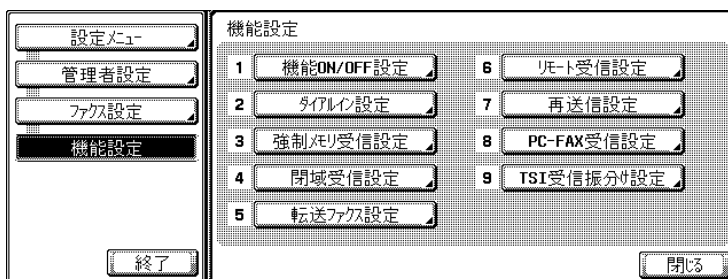 設定メニュー
管理者設定
ファクス設定
機能設定
終了
機能設定
1 機能ON/OFF設定
2 ダイアルイン設定
3 強制メモリ受信設定
4 閉域受信設定
5 転送ファクス設定
6 リモート受信設定
7 再送信設定
8 PC-FAX受信設定
9 TSI受信振分け設定
閉じる